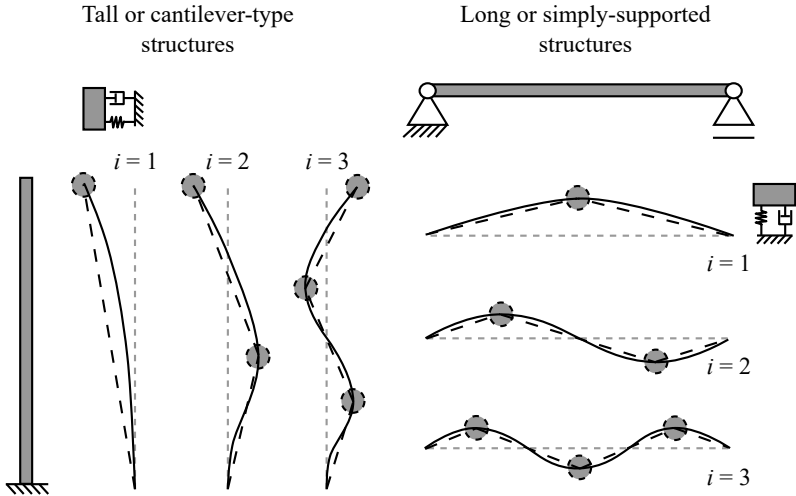 Tall or cantilever-type
structures
i = 1
i = 2
i = 3
Long or simply-supported
structures
i = 1
i = 2
i = 3